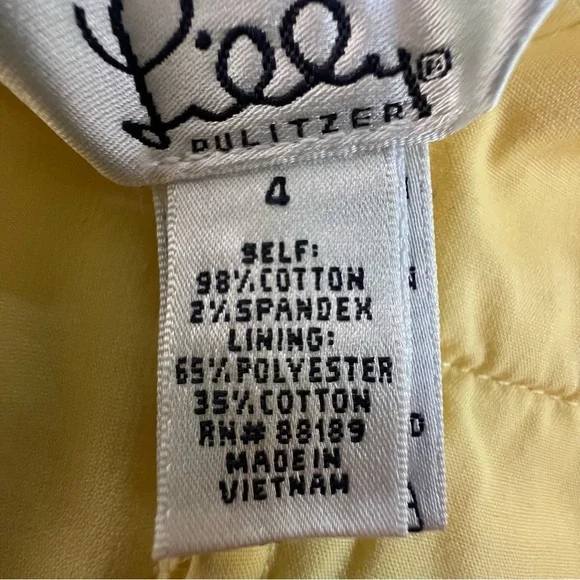 Lilly®
PULITZER
4
SELF:
98% COTTON
2% SPANDEX
LINING:
65% POLYESTER
35% COTTON
RN# 88189
MADE IN
VIETNAM